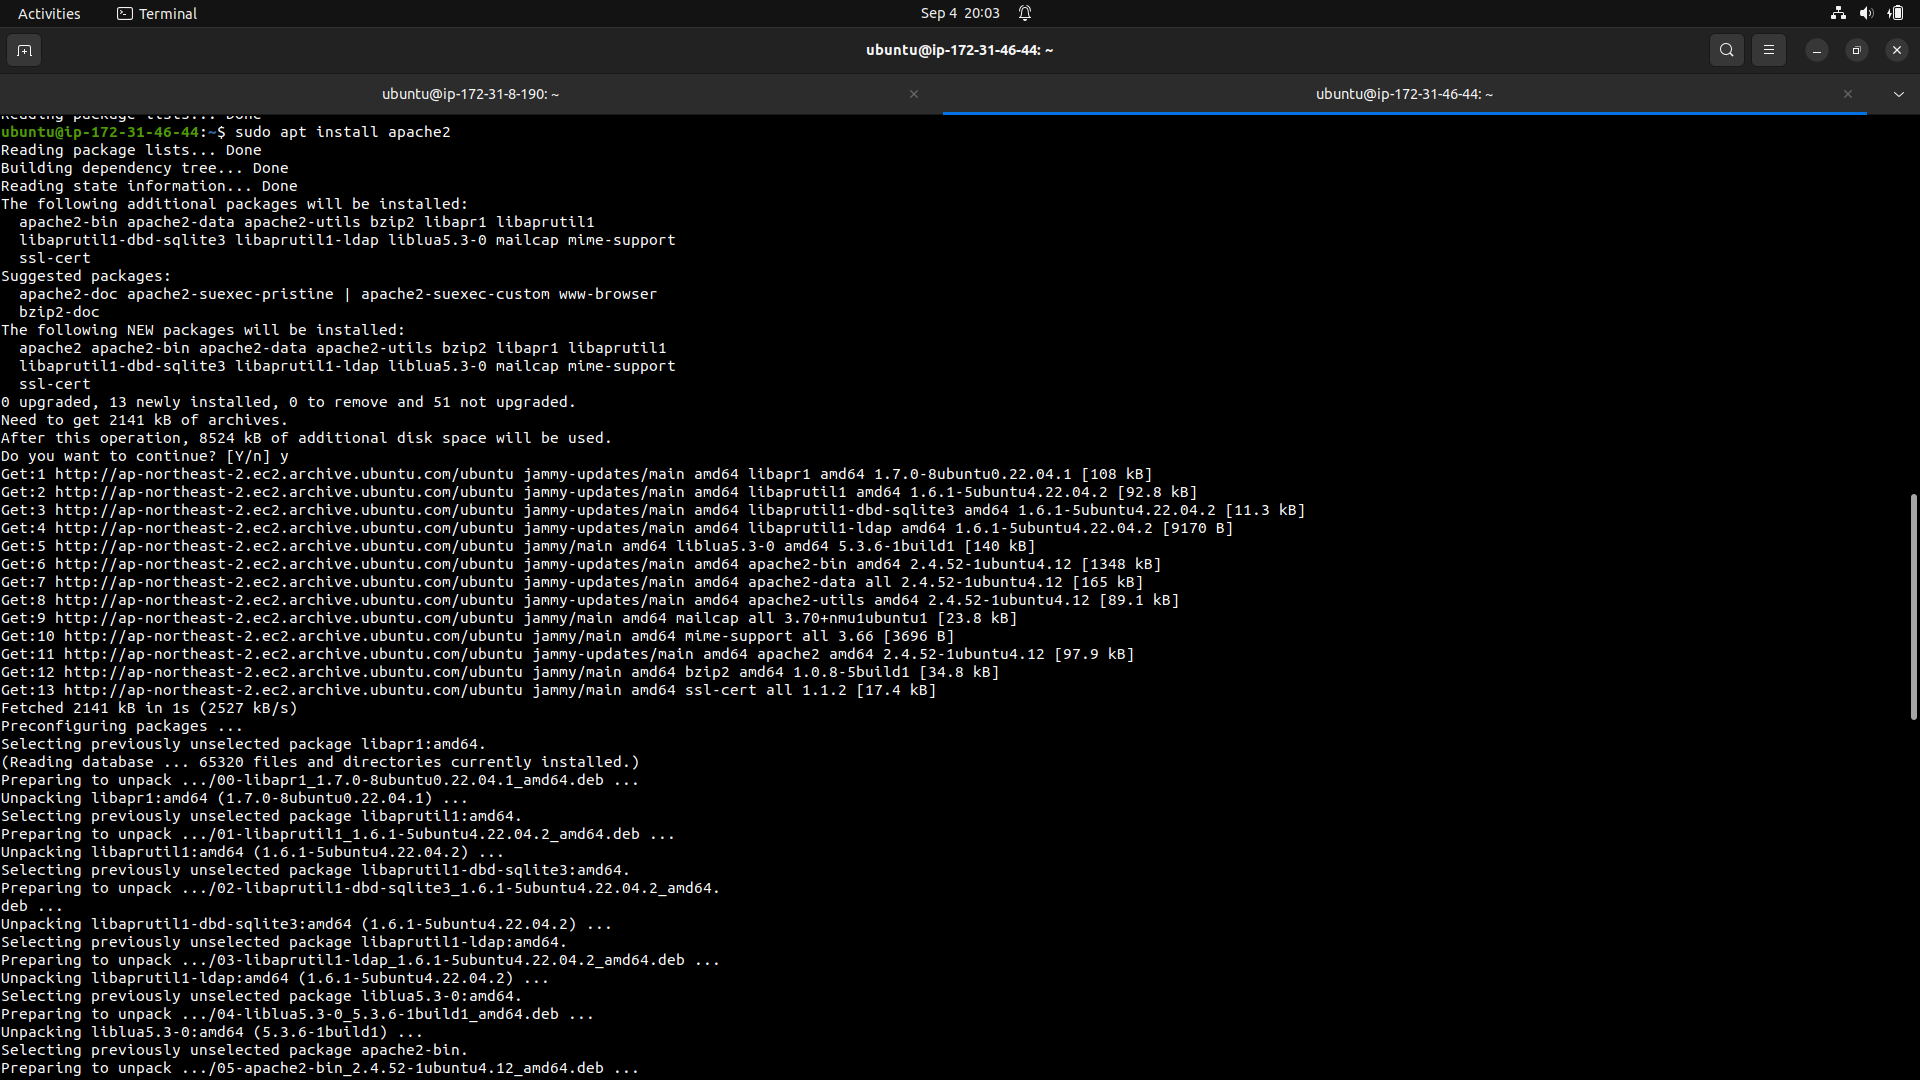 Activities
Terminal
Sep 4 20:03
ubuntu@ip-172-31-46-44: ~
ubuntu@ip-172-31-8-190: ~
ubuntu@ip-172-31-46-44: ~
Reading package lists... Done
ubuntu@ip-172-31-46-44:~$ sudo apt install apache2
Reading package lists... Done
Building dependency tree... Done
Reading state information... Done
The following additional packages will be installed:
  apache2-bin apache2-data apache2-utils bzip2 libapr1 libaprutil1
  libaprutil1-dbd-sqlite3 libaprutil1-ldap liblua5.3-0 mailcap mime-support
  ssl-cert
Suggested packages:
  apache2-doc apache2-suexec-pristine | apache2-suexec-custom www-browser
  bzip2-doc
The following NEW packages will be installed:
  apache2 apache2-bin apache2-data apache2-utils bzip2 libapr1 libaprutil1
  libaprutil1-dbd-sqlite3 libaprutil1-ldap liblua5.3-0 mailcap mime-support
  ssl-cert
0 upgraded, 13 newly installed, 0 to remove and 51 not upgraded.
Need to get 2141 kB of archives.
After this operation, 8524 kB of additional disk space will be used.
Do you want to continue? [Y/n] y
Get:1 http://ap-northeast-2.ec2.archive.ubuntu.com/ubuntu jammy-updates/main amd64 libapr1 amd64 1.7.0-8ubuntu0.22.04.1 [108 kB]
Get:2 http://ap-northeast-2.ec2.archive.ubuntu.com/ubuntu jammy-updates/main amd64 libaprutil1 amd64 1.6.1-5ubuntu4.22.04.2 [92.8 kB]
Get:3 http://ap-northeast-2.ec2.archive.ubuntu.com/ubuntu jammy-updates/main amd64 libaprutil1-dbd-sqlite3 amd64 1.6.1-5ubuntu4.22.04.2 [11.3 kB]
Get:4 http://ap-northeast-2.ec2.archive.ubuntu.com/ubuntu jammy-updates/main amd64 libaprutil1-ldap amd64 1.6.1-5ubuntu4.22.04.2 [9170 B]
Get:5 http://ap-northeast-2.ec2.archive.ubuntu.com/ubuntu jammy/main amd64 liblua5.3-0 amd64 5.3.6-1build1 [140 kB]
Get:6 http://ap-northeast-2.ec2.archive.ubuntu.com/ubuntu jammy-updates/main amd64 apache2-bin amd64 2.4.52-1ubuntu4.12 [1348 kB]
Get:7 http://ap-northeast-2.ec2.archive.ubuntu.com/ubuntu jammy-updates/main amd64 apache2-data all 2.4.52-1ubuntu4.12 [165 kB]
Get:8 http://ap-northeast-2.ec2.archive.ubuntu.com/ubuntu jammy-updates/main amd64 apache2-utils amd64 2.4.52-1ubuntu4.12 [89.1 kB]
Get:9 http://ap-northeast-2.ec2.archive.ubuntu.com/ubuntu jammy/main amd64 mailcap all 3.70+nmu1ubuntu1 [23.8 kB]
Get:10 http://ap-northeast-2.ec2.archive.ubuntu.com/ubuntu jammy/main amd64 mime-support all 3.66 [3696 B]
Get:11 http://ap-northeast-2.ec2.archive.ubuntu.com/ubuntu jammy-updates/main amd64 apache2 amd64 2.4.52-1ubuntu4.12 [97.9 kB]
Get:12 http://ap-northeast-2.ec2.archive.ubuntu.com/ubuntu jammy/main amd64 bzip2 amd64 1.0.8-5build1 [34.8 kB]
Get:13 http://ap-northeast-2.ec2.archive.ubuntu.com/ubuntu jammy/main amd64 ssl-cert all 1.1.2 [17.4 kB]
Fetched 2141 kB in 1s (2527 kB/s)
Preconfiguring packages ...
Selecting previously unselected package libapr1:amd64.
(Reading database ... 65320 files and directories currently installed.)
Preparing to unpack .../00-libapr1_1.7.0-8ubuntu0.22.04.1_amd64.deb ...
Unpacking libapr1:amd64 (1.7.0-8ubuntu0.22.04.1) ...
Selecting previously unselected package libaprutil1:amd64.
Preparing to unpack .../01-libaprutil1_1.6.1-5ubuntu4.22.04.2_amd64.deb ...
Unpacking libaprutil1:amd64 (1.6.1-5ubuntu4.22.04.2) ...
Selecting previously unselected package libaprutil1-dbd-sqlite3:amd64.
Preparing to unpack .../02-libaprutil1-dbd-sqlite3_1.6.1-5ubuntu4.22.04.2_amd64.
deb ...
Unpacking libaprutil1-dbd-sqlite3:amd64 (1.6.1-5ubuntu4.22.04.2) ...
Selecting previously unselected package libaprutil1-ldap:amd64.
Preparing to unpack .../03-libaprutil1-ldap_1.6.1-5ubuntu4.22.04.2_amd64.deb ...
Unpacking libaprutil1-ldap:amd64 (1.6.1-5ubuntu4.22.04.2) ...
Selecting previously unselected package liblua5.3-0:amd64.
Preparing to unpack .../04-liblua5.3-0_5.3.6-1build1_amd64.deb ...
Unpacking liblua5.3-0:amd64 (5.3.6-1build1) ...
Selecting previously unselected package apache2-bin.
Preparing to unpack .../05-apache2-bin_2.4.52-1ubuntu4.12_amd64.deb ...